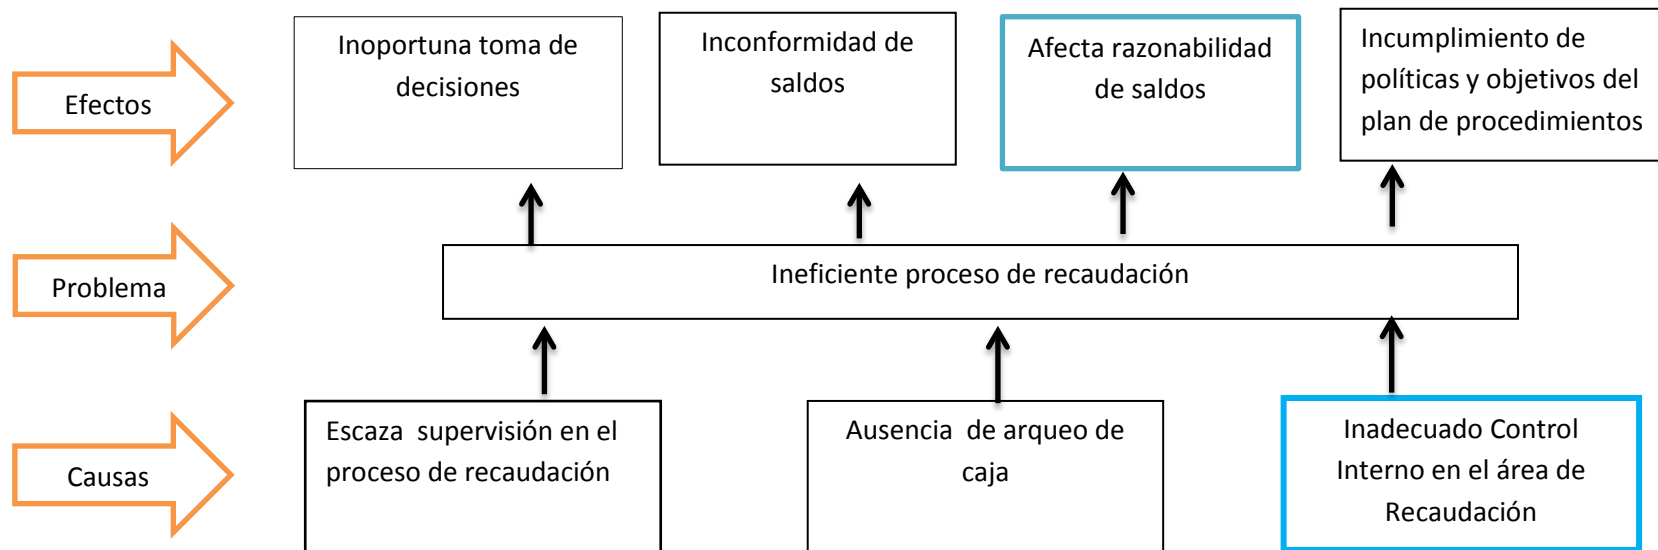 Efectos
Inoportuna toma de
decisiones
Inconformidad de
saldos
Afecta razonabilidad
de saldos
Incumplimiento de
políticas y objetivos del
plan de procedimientos
Problema
Ineficiente proceso de recaudación
Causas
Escaza  supervisión en el
proceso de recaudación
Ausencia  de arqueo de
caja
Inadecuado Control
Interno en el área de
Recaudación